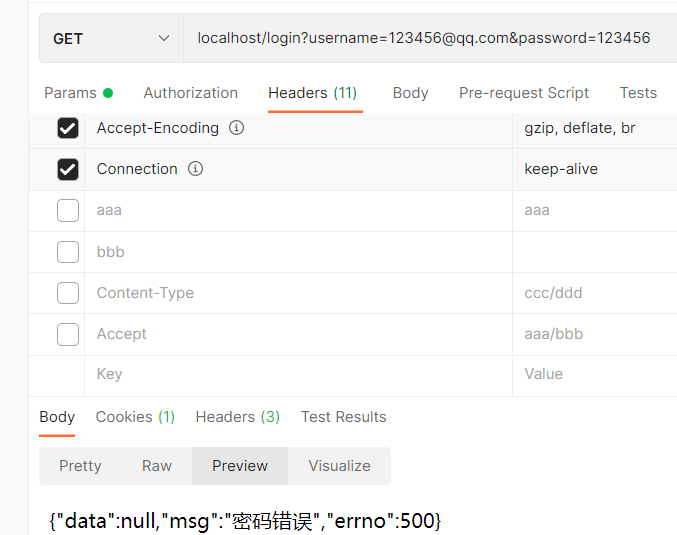 GET localhost/login?username=123456@qq.com&password=123456
Params Authorization Headers (11) Body Pre-request Script Tests
Accept-Encoding gzip, deflate, br
Connection keep-alive
aaa aaa
bbb
Content-Type ccc/ddd
Accept aaa/bbb
Key Value
Body Cookies (1) Headers (3) Test Results
Pretty Raw Preview Visualize
{"data":null,"msg":"密码错误","errno":500}